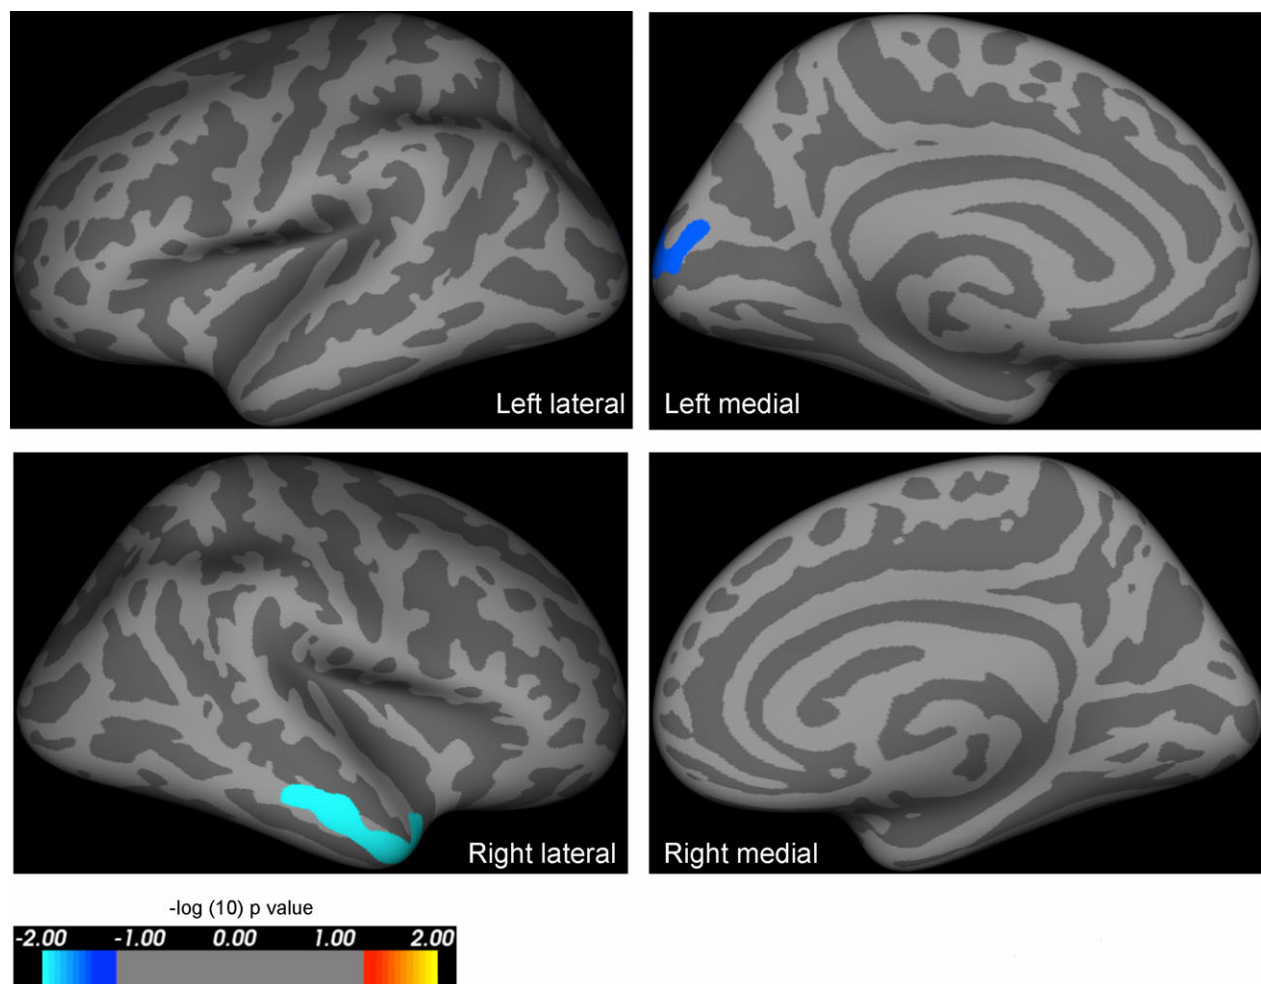 Left lateral
Left medial
Right lateral
Right medial
-log (10) p value
-2.00 -1.00 0.00 1.00 2.00